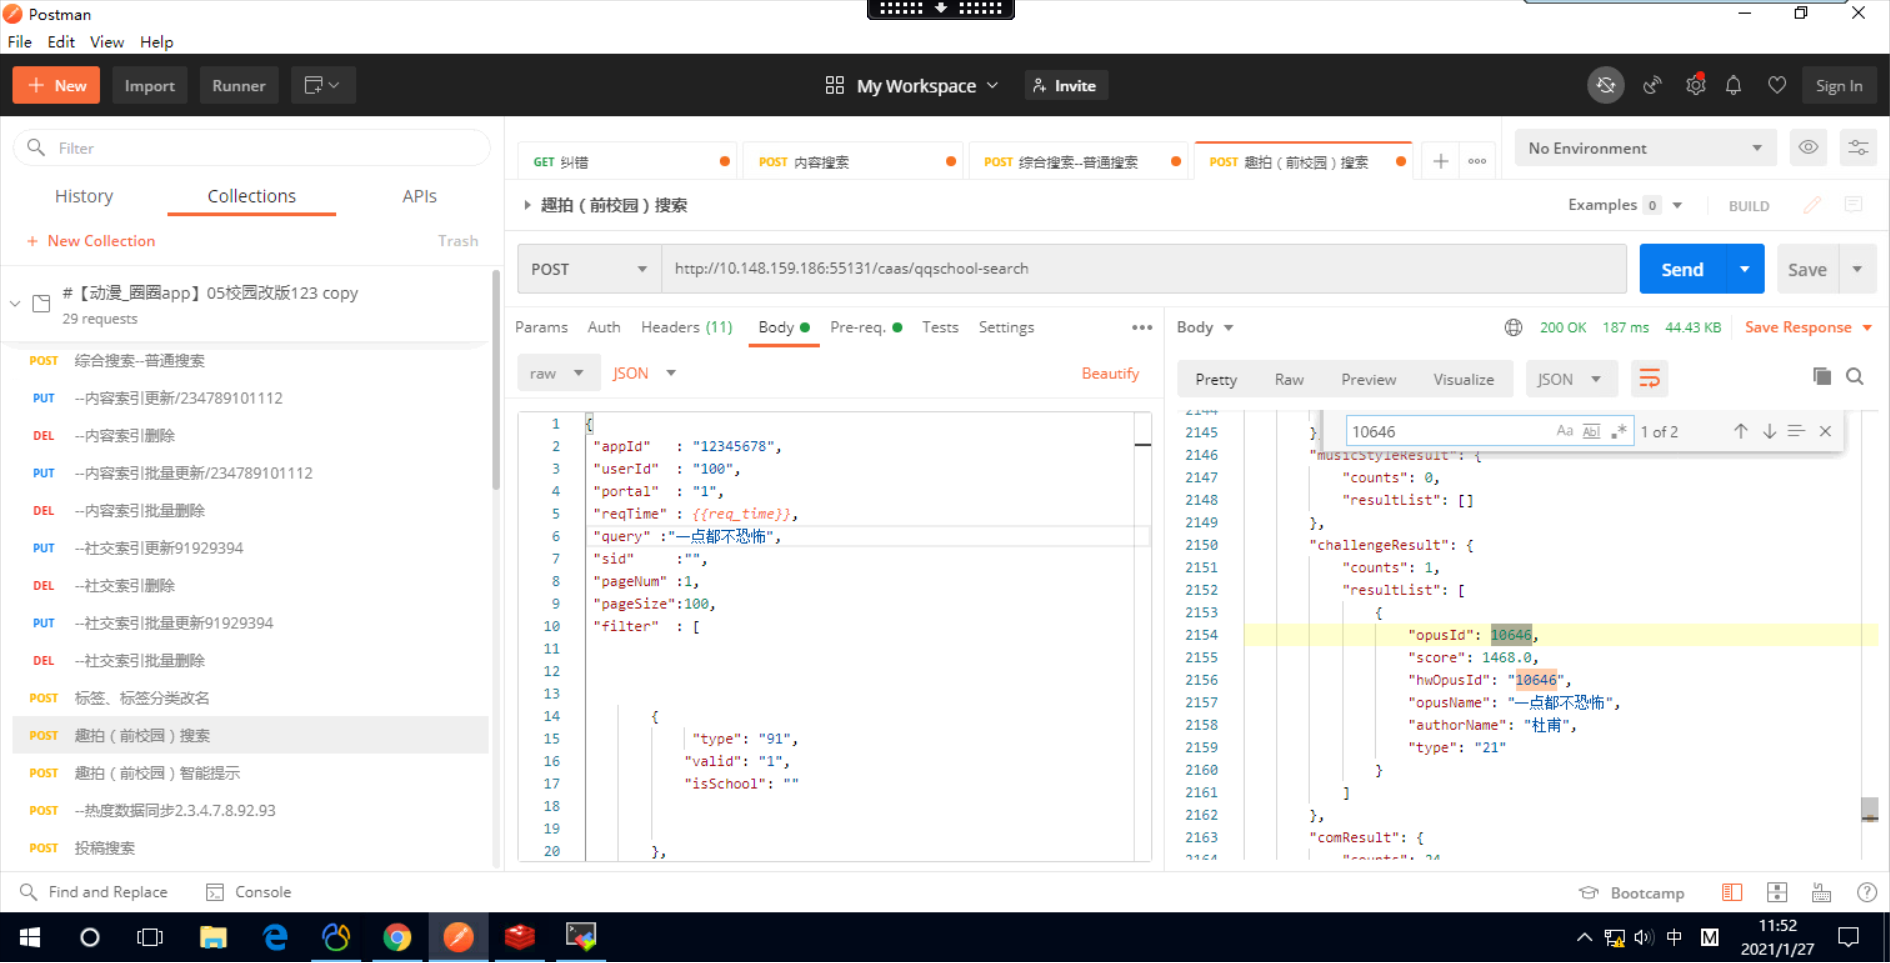 Postman
File Edit View Help
+ New Import Runner My Workspace Invite Sign In
Filter
History Collections APIs
+ New Collection Trash
#【动漫_圈圈app】05校园改版123 copy
29 requests
POST 综合搜索--普通搜索
PUT --内容索引更新/234789101112
DEL --内容索引删除
PUT --内容索引批量更新/234789101112
DEL --内容索引批量删除
PUT --社交索引更新91929394
DEL --社交索引删除
PUT --社交索引批量更新91929394
DEL --社交索引批量删除
POST 标签、标签分类改名
POST 趣拍（前校园）搜索
POST 趣拍（前校园）智能提示
POST --热度数据同步2.3.4.7.8.92.93
POST 投稿搜索
GET 纠错 POST 内容搜索 POST 综合搜索--普通搜索 POST 趣拍（前校园）搜索
No Environment
趣拍（前校园）搜索
Examples 0 BUILD
POST http://10.148.159.186:55131/caas/qqschool-search Send Save
Params Auth Headers (11) Body Pre-req. Tests Settings
raw JSON Beautify
1 {
2 "appId" : "12345678",
3 "userId" : "100",
4 "portal" : "1",
5 "reqTime" : {{req_time}},
6 "query" :"一点都不恐怖",
7 "sid" :"",
8 "pageNum" :1,
9 "pageSize":100,
10 "filter" : [
11
12
13
14 {
15 "type": "91",
16 "valid": "1",
17 "isSchool": ""
18
19
20 },
Body 200 OK 187 ms 44.43 KB Save Response
Pretty Raw Preview Visualize JSON
10646 Aa Abl .* 1 of 2
2144
2145 },
2146 "musicStyleResult": {
2147 "counts": 0,
2148 "resultList": []
2149 },
2150 "challengeResult": {
2151 "counts": 1,
2152 "resultList": [
2153 {
2154 "opusId": 10646,
2155 "score": 1468.0,
2156 "hwOpusId": "10646",
2157 "opusName": "一点都不恐怖",
2158 "authorName": "杜甫",
2159 "type": "21"
2160 }
2161 ]
2162 },
2163 "comResult": {
2164 "counts": 24
Find and Replace Console Bootcamp
中 M
11:52
2021/1/27